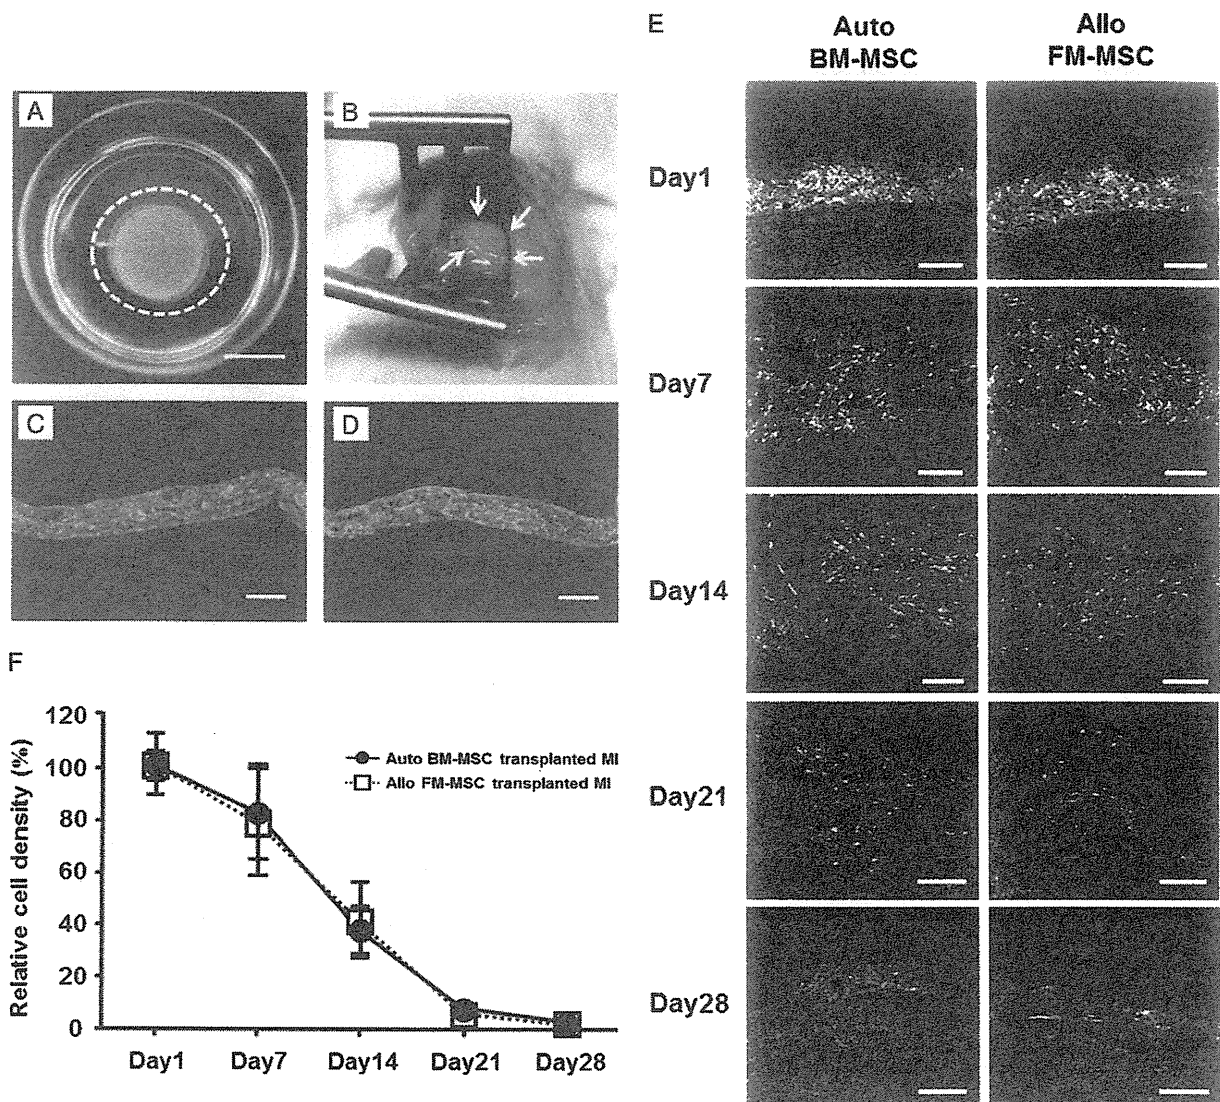 A
B
C
D
E
Auto
BM-MSC
Allo
FM-MSC
Day1
Day7
Day14
Day21
Day28
F
Relative cell density (%)
120
100
80
60
40
20
0
Auto BM-MSC transplanted MI
Allo FM-MSC transplanted MI
Day1
Day7
Day14
Day21
Day28